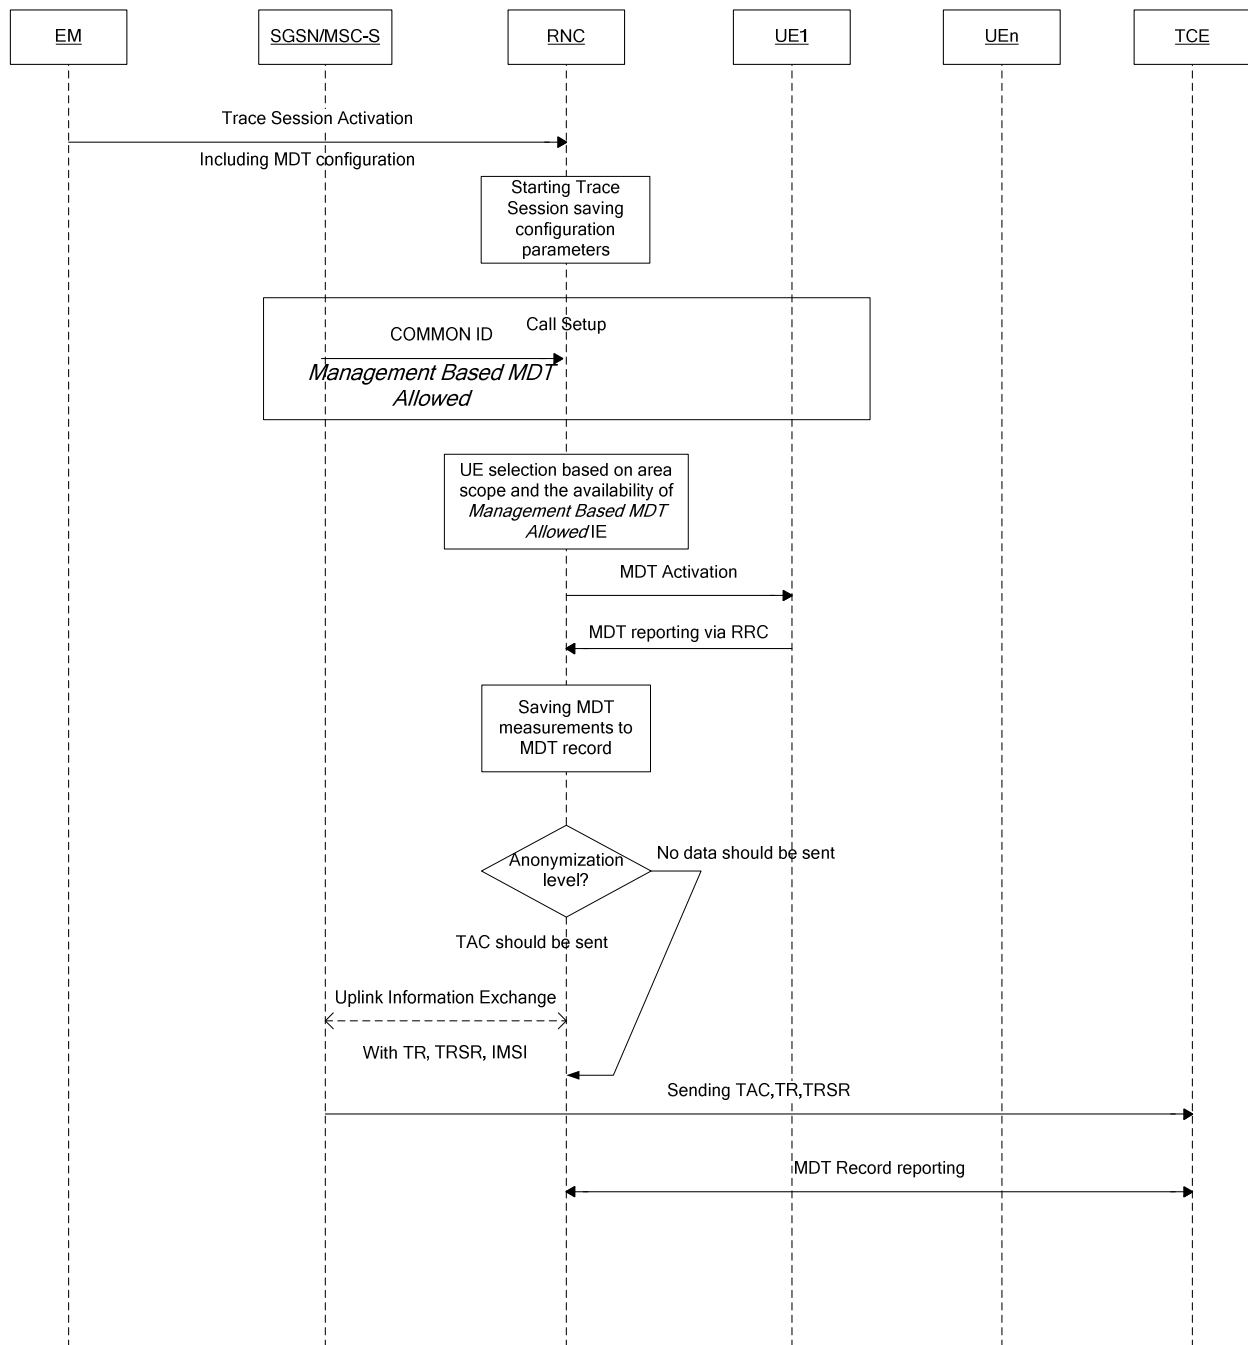 EM
SGSN/MSC-S
RNC
UE1
UEn
TCE
Trace Session Activation
Including MDT configuration
Starting Trace
Session saving
configuration
parameters
Call Setup
COMMON ID
Management Based MDT
Allowed
UE selection based on area
scope and the availability of
Management Based MDT
Allowed IE
MDT Activation
MDT reporting via RRC
Saving MDT
measurements to
MDT record
Anonymization
level?
No data should be sent
TAC should be sent
Uplink Information Exchange
With TR, TRSR, IMSI
Sending TAC,TR,TRSR
MDT Record reporting